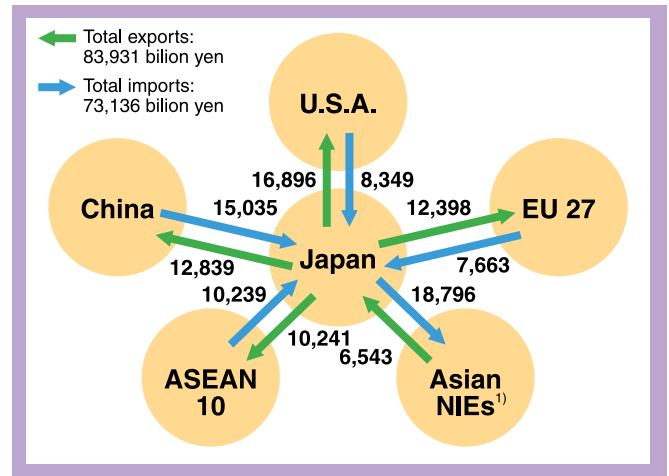 Total exports:
83,931 bilion yen
Total imports:
73,136 bilion yen
U.S.A.
16,896
8,349
China
15,035
12,398
EU 27
12,839
Japan
7,663
10,239
18,796
10,241
6,543
ASEAN
10
Asian
NIEs1)